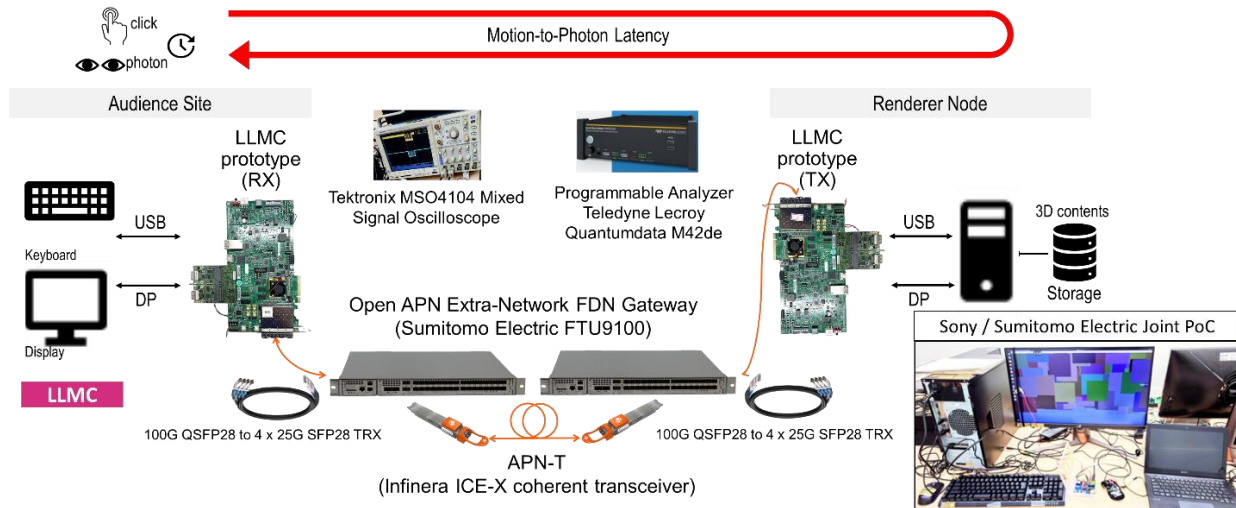 click
photon
Motion-to-Photon Latency
Audience Site
Renderer Node
LLMC
prototype
(RX)
Tektronix MSO4104 Mixed
Signal Oscilloscope
Programmable Analyzer
Teledyne Lecroy
Quantumdata M42de
LLMC
prototype
(TX)
USB
Keyboard
DP
Display
LLMC
USB
DP
3D contents
Storage
Open APN Extra-Network FDN Gateway
(Sumitomo Electric FTU9100)
100G QSFP28 to 4 x 25G SFP28 TRX
100G QSFP28 to 4 x 25G SFP28 TRX
APN-T
(Infinera ICE-X coherent transceiver)
Sony / Sumitomo Electric Joint PoC